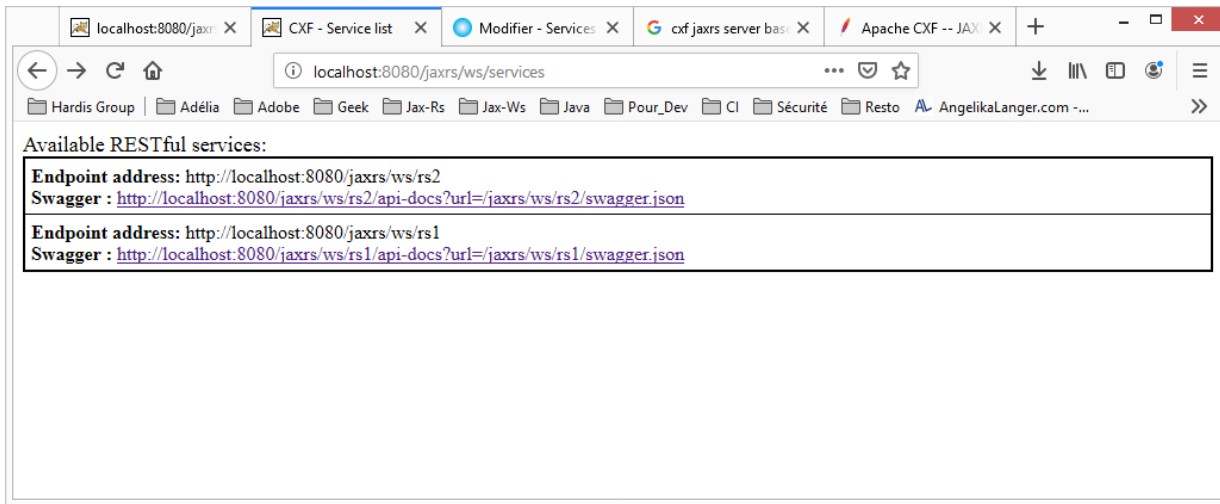 localhost:8080/jaxrs
CXF - Service list
Modifier - Services
cxf jaxrs server base
Apache CXF -- JAX
localhost:8080/jaxrs/ws/services
Hardis Group
Adélia
Adobe
Geek
Jax-Rs
Jax-Ws
Java
Pour_Dev
CI
Sécurité
Resto
AL AngelikaLanger.com -...
Available RESTful services:
Endpoint address: http://localhost:8080/jaxrs/ws/rs2
Swagger : http://localhost:8080/jaxrs/ws/rs2/api-docs?url=/jaxrs/ws/rs2/swagger.json
Endpoint address: http://localhost:8080/jaxrs/ws/rs1
Swagger : http://localhost:8080/jaxrs/ws/rs1/api-docs?url=/jaxrs/ws/rs1/swagger.json